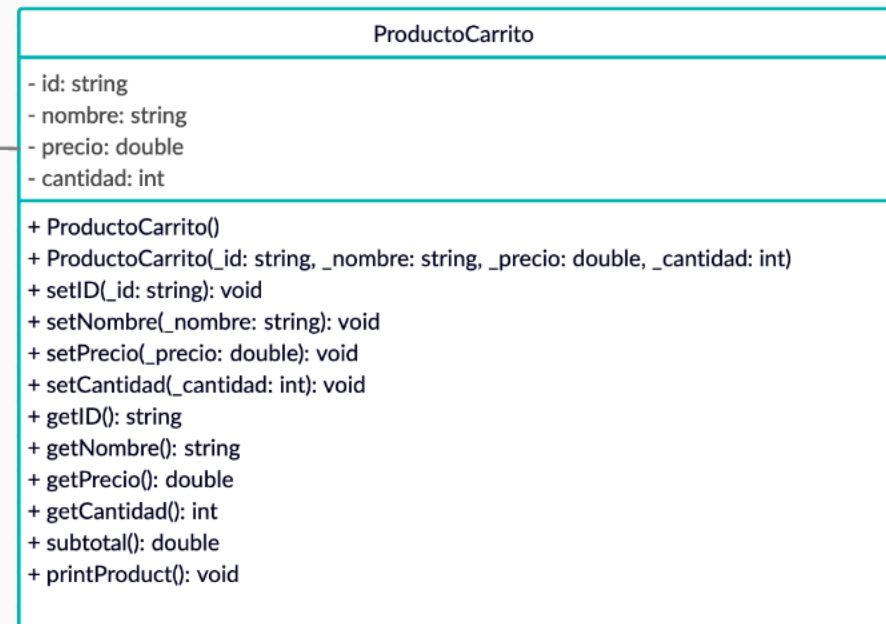 ProductoCarrito
- id: string
- nombre: string
- precio: double
- cantidad: int
+ ProductoCarrito()
+ ProductoCarrito(_id: string, _nombre: string, _precio: double, _cantidad: int)
+ setID(_id: string): void
+ setNombre(_nombre: string): void
+ setPrecio(_precio: double): void
+ setCantidad(_cantidad: int): void
+ getID(): string
+ getNombre(): string
+ getPrecio(): double
+ getCantidad(): int
+ subtotal(): double
+ printProduct(): void